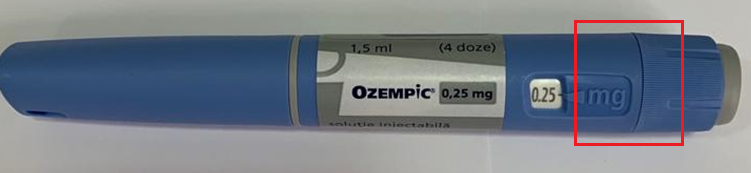 1,5 ml (4 doze)
OZEMPIC® 0,25 mg
0.25 mg
soluție injectabilă